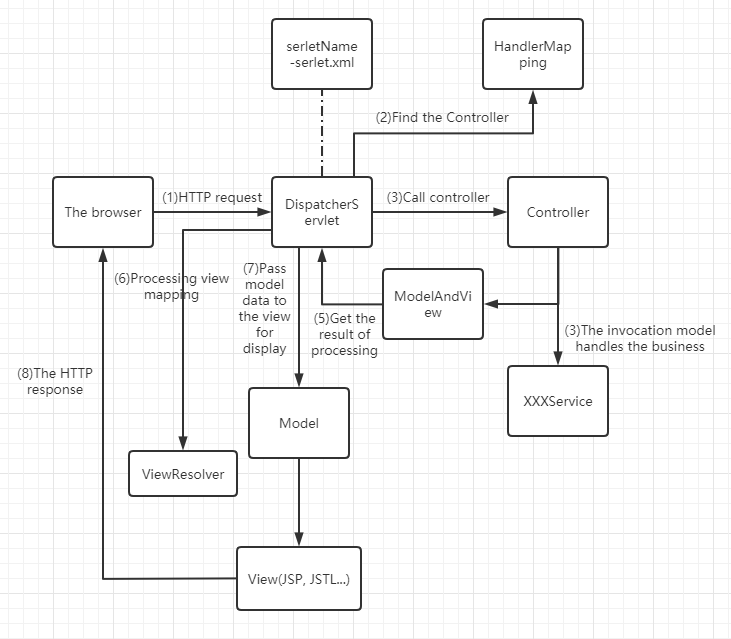 serletName
-serlet.xml
HandlerMap
ping
(2)Find the Controller
The browser
(1)HTTP request
DispatcherS
ervlet
(3)Call controller
Controller
(6)Processing view
mapping
(7)Pass
model
data to
the view
for
display
ModelAndVi
ew
(5)Get the
result of
processing
(3)The invocation model
handles the business
(8)The HTTP
response
XXXService
Model
ViewResolver
View(JSP, JSTL...)